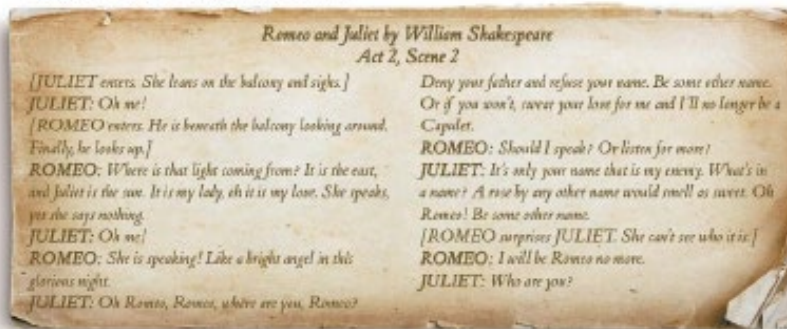 Romeo and Juliet by William Shakespeare
Act 2, Scene 2
[JULIET enters. She leans on the balcony and sighs.]
JULIET: Oh me!
[ROMEO enters. He is beneath the balcony looking around.
Finally, he looks up.]
ROMEO: Where is that light coming from? It is the east,
and Juliet is the sun. It is my lady, oh it is my love. She speaks,
yet she says nothing.
JULIET: Oh me!
ROMEO: She is speaking! Like a bright angel in this
glorious night.
JULIET: Oh Romeo, Romeo, where are you, Romeo?
Deny your father and refuse your name. Be some other name.
Or if you won't, swear your love for me and I'll no longer be a
Capulet.
ROMEO: Should I speak? Or listen for more?
JULIET: It's only your name that is my enemy. What's in
a name? A rose by any other name would smell as sweet. Oh
Romeo! Be some other name.
[ROMEO surprises JULIET. She can't see who it is.]
ROMEO: I will be Romeo no more.
JULIET: Who are you?